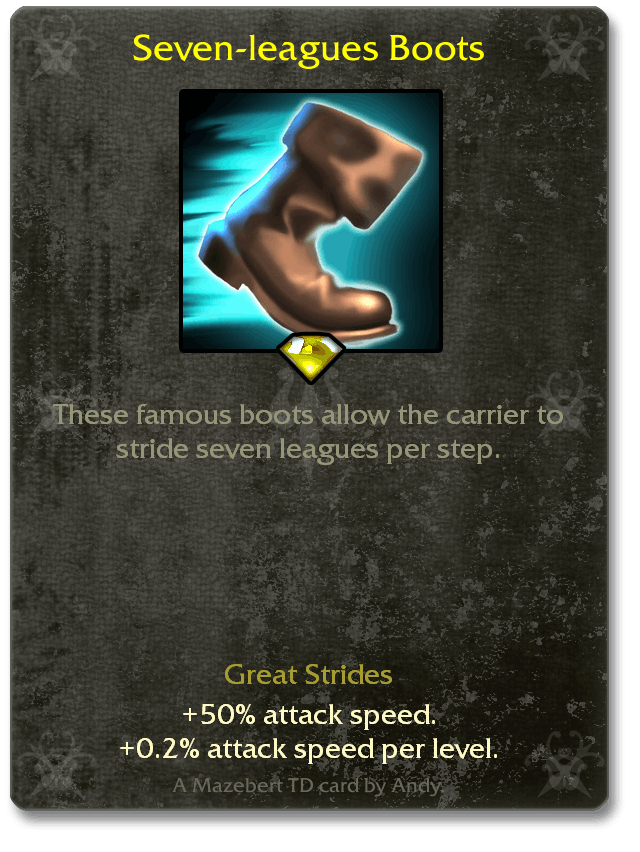 Seven-leagues Boots
These famous boots allow the carrier to
stride seven leagues per step.
Great Strides
+50% attack speed.
+0.2% attack speed per level.
A Mazebert TD card by Andy.